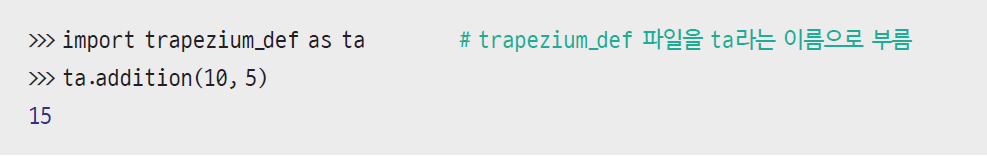 >>> import trapezium_def as ta # trapezium_def 파일을 ta라는 이름으로 부름
>>> ta.addition(10, 5)
15